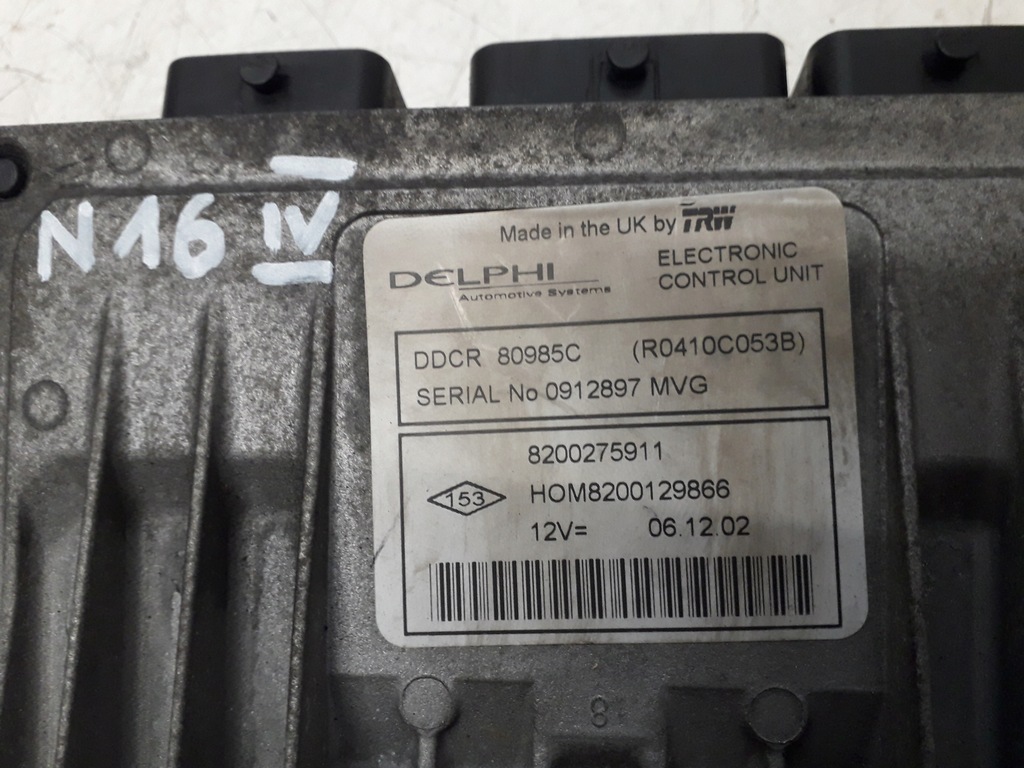 N16 IV
Made in the UK by TRW
DELPHI
Automotive Systems
ELECTRONIC
CONTROL UNIT
DDCR 80985C (R0410C053B)
SERIAL No 0912897 MVG
8200275911
153
HOM8200129866
12V= 06.12.02
8